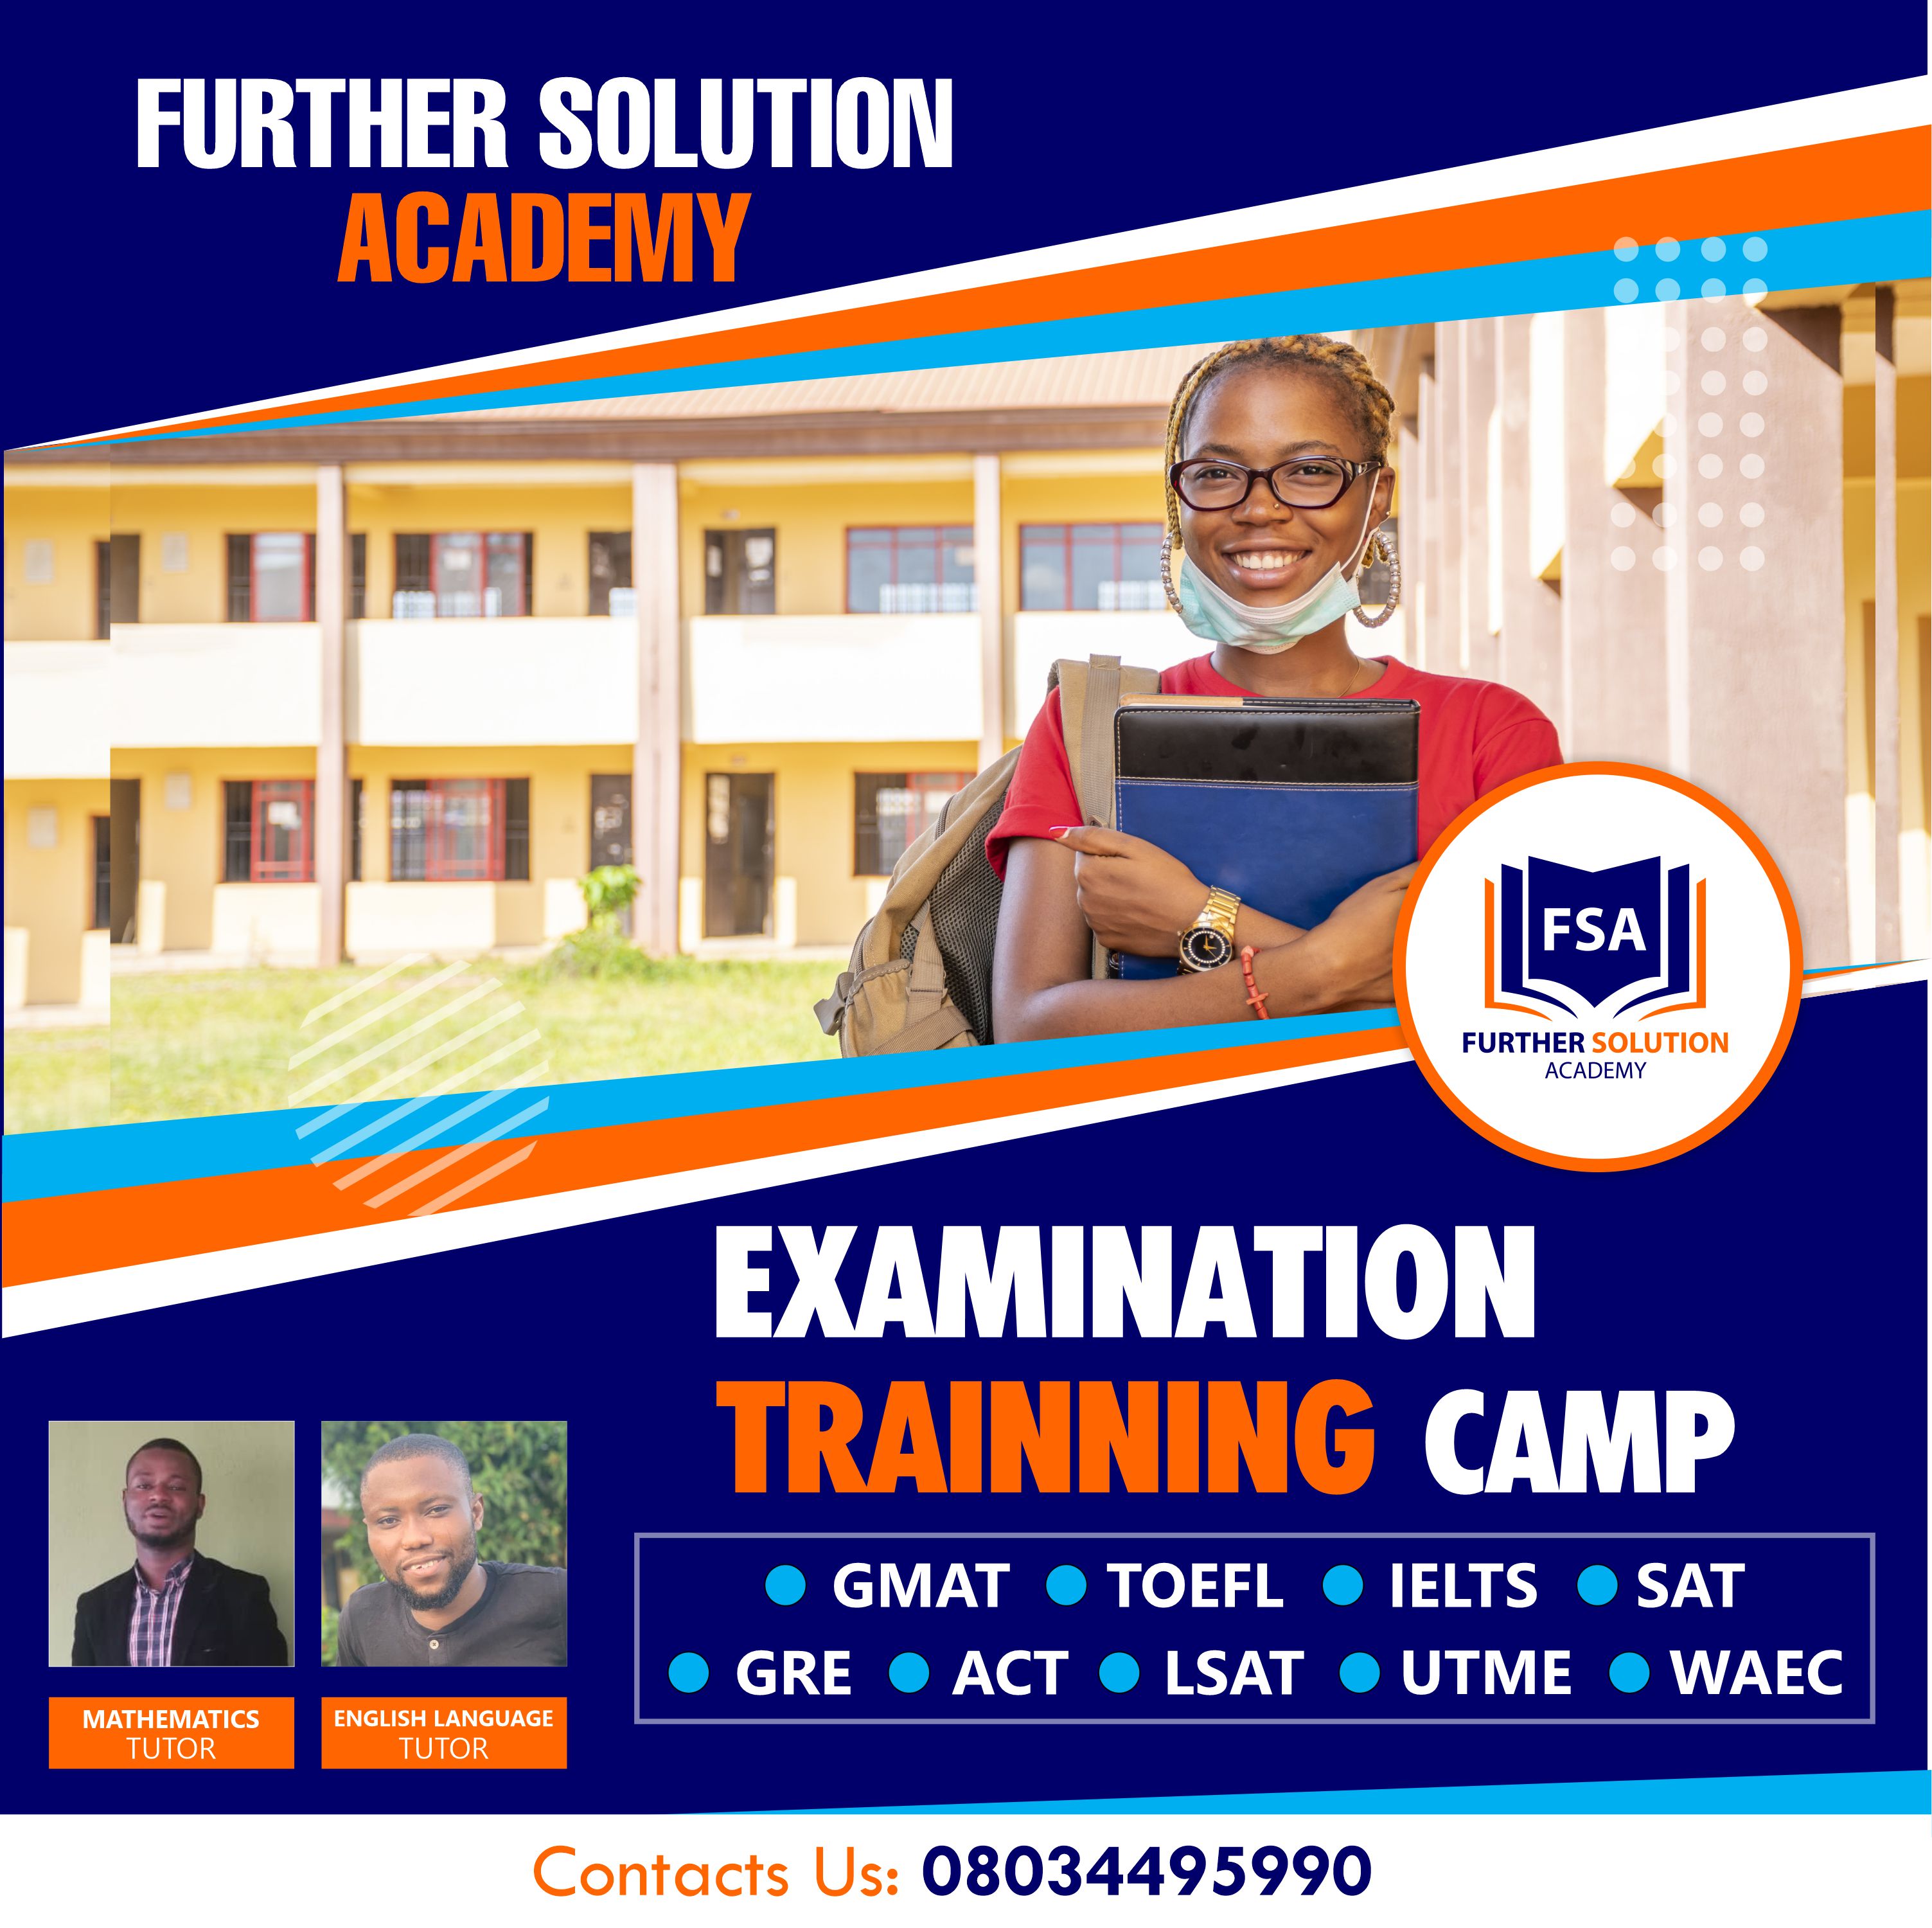 FURTHER SOLUTION
ACADEMY
FSA
FURTHER SOLUTION
ACADEMY
EXAMINATION
TRAINNING CAMP
GMAT TOEFL IELTS SAT
GRE ACT LSAT UTME WAEC
MATHEMATICS
TUTOR
ENGLISH LANGUAGE
TUTOR
Contacts Us: 08034495990